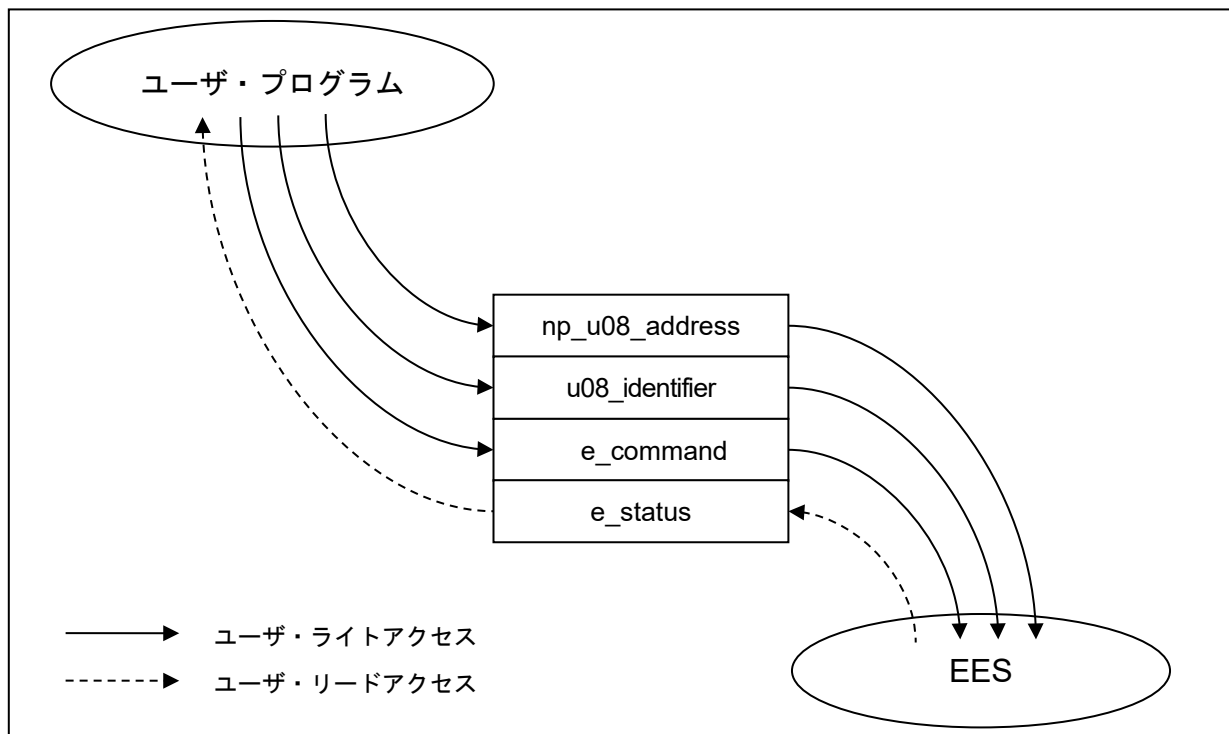 ユーザ・プログラム
np_u08_address
u08_identifier
e_command
e_status
ユーザ・ライトアクセス
ユーザ・リードアクセス
EES